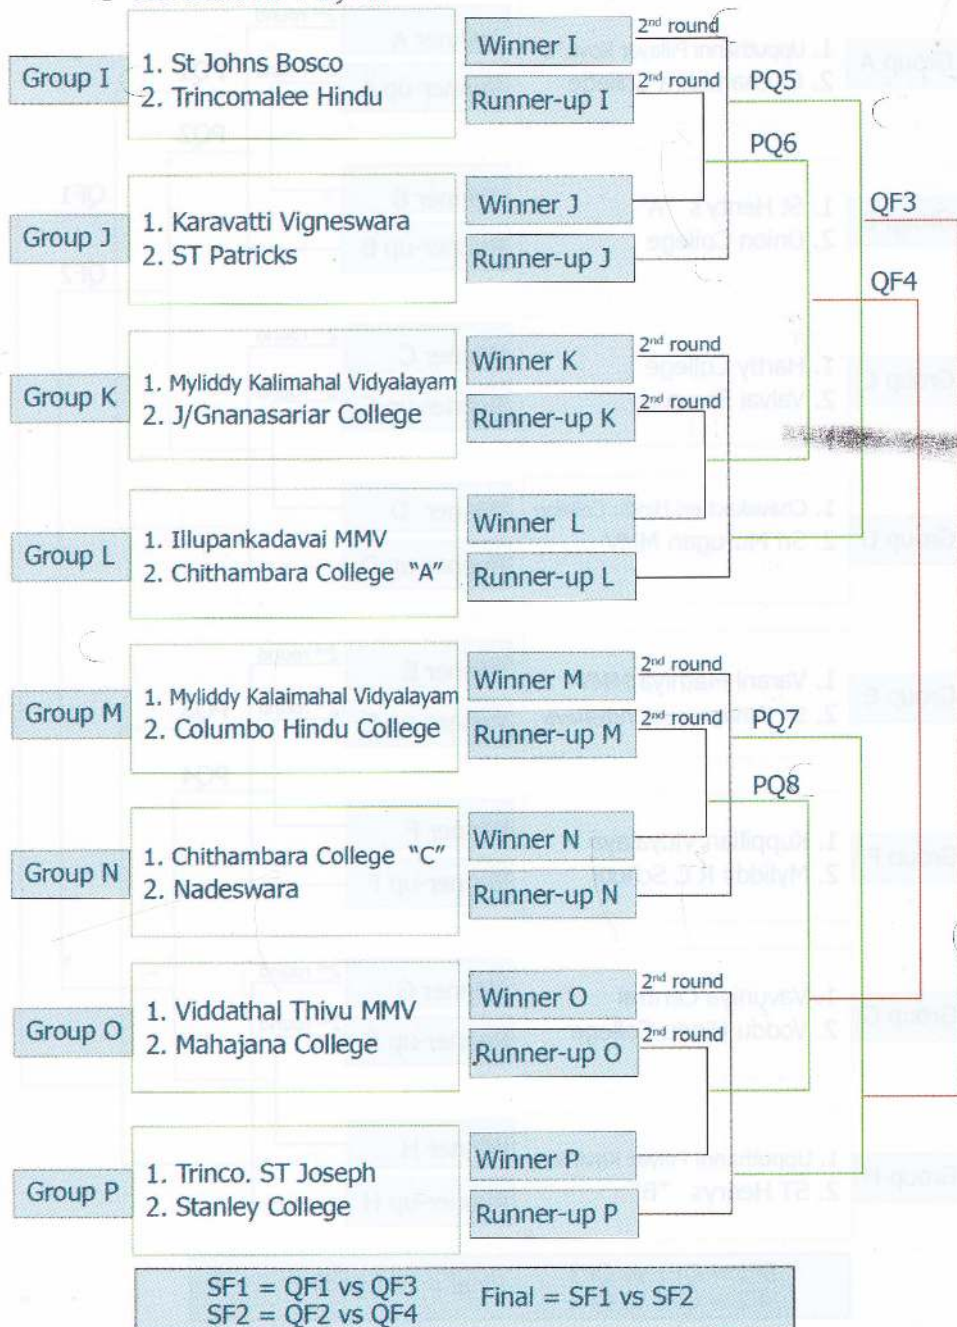 Group I
1. St Johns Bosco
2. Trincomalee Hindu
Winner I
2nd round
Runner-up I
2nd round
PQ5
PQ6
Group J
1. Karavatti Vigneswara
2. ST Patricks
Winner J
Runner-up J
QF3
QF4
Group K
1. Myliddy Kalimahal Vidyalayam
2. J/Gnanasariar College
Winner K
2nd round
Runner-up K
2nd round
Group L
1. Illupankadavai MMV
2. Chithambara College "A"
Winner L
Runner-up L
Group M
1. Myliddy Kalaimahal Vidyalayam
2. Columbo Hindu College
Winner M
2nd round
Runner-up M
2nd round
PQ7
PQ8
Group N
1. Chithambara College "C"
2. Nadeswara
Winner N
Runner-up N
Group O
1. Viddathal Thivu MMV
2. Mahajana College
Winner O
2nd round
Runner-up O
2nd round
Group P
1. Trinco. ST Joseph
2. Stanley College
Winner P
Runner-up P
SF1 = QF1 vs QF3
SF2 = QF2 vs QF4
Final = SF1 vs SF2